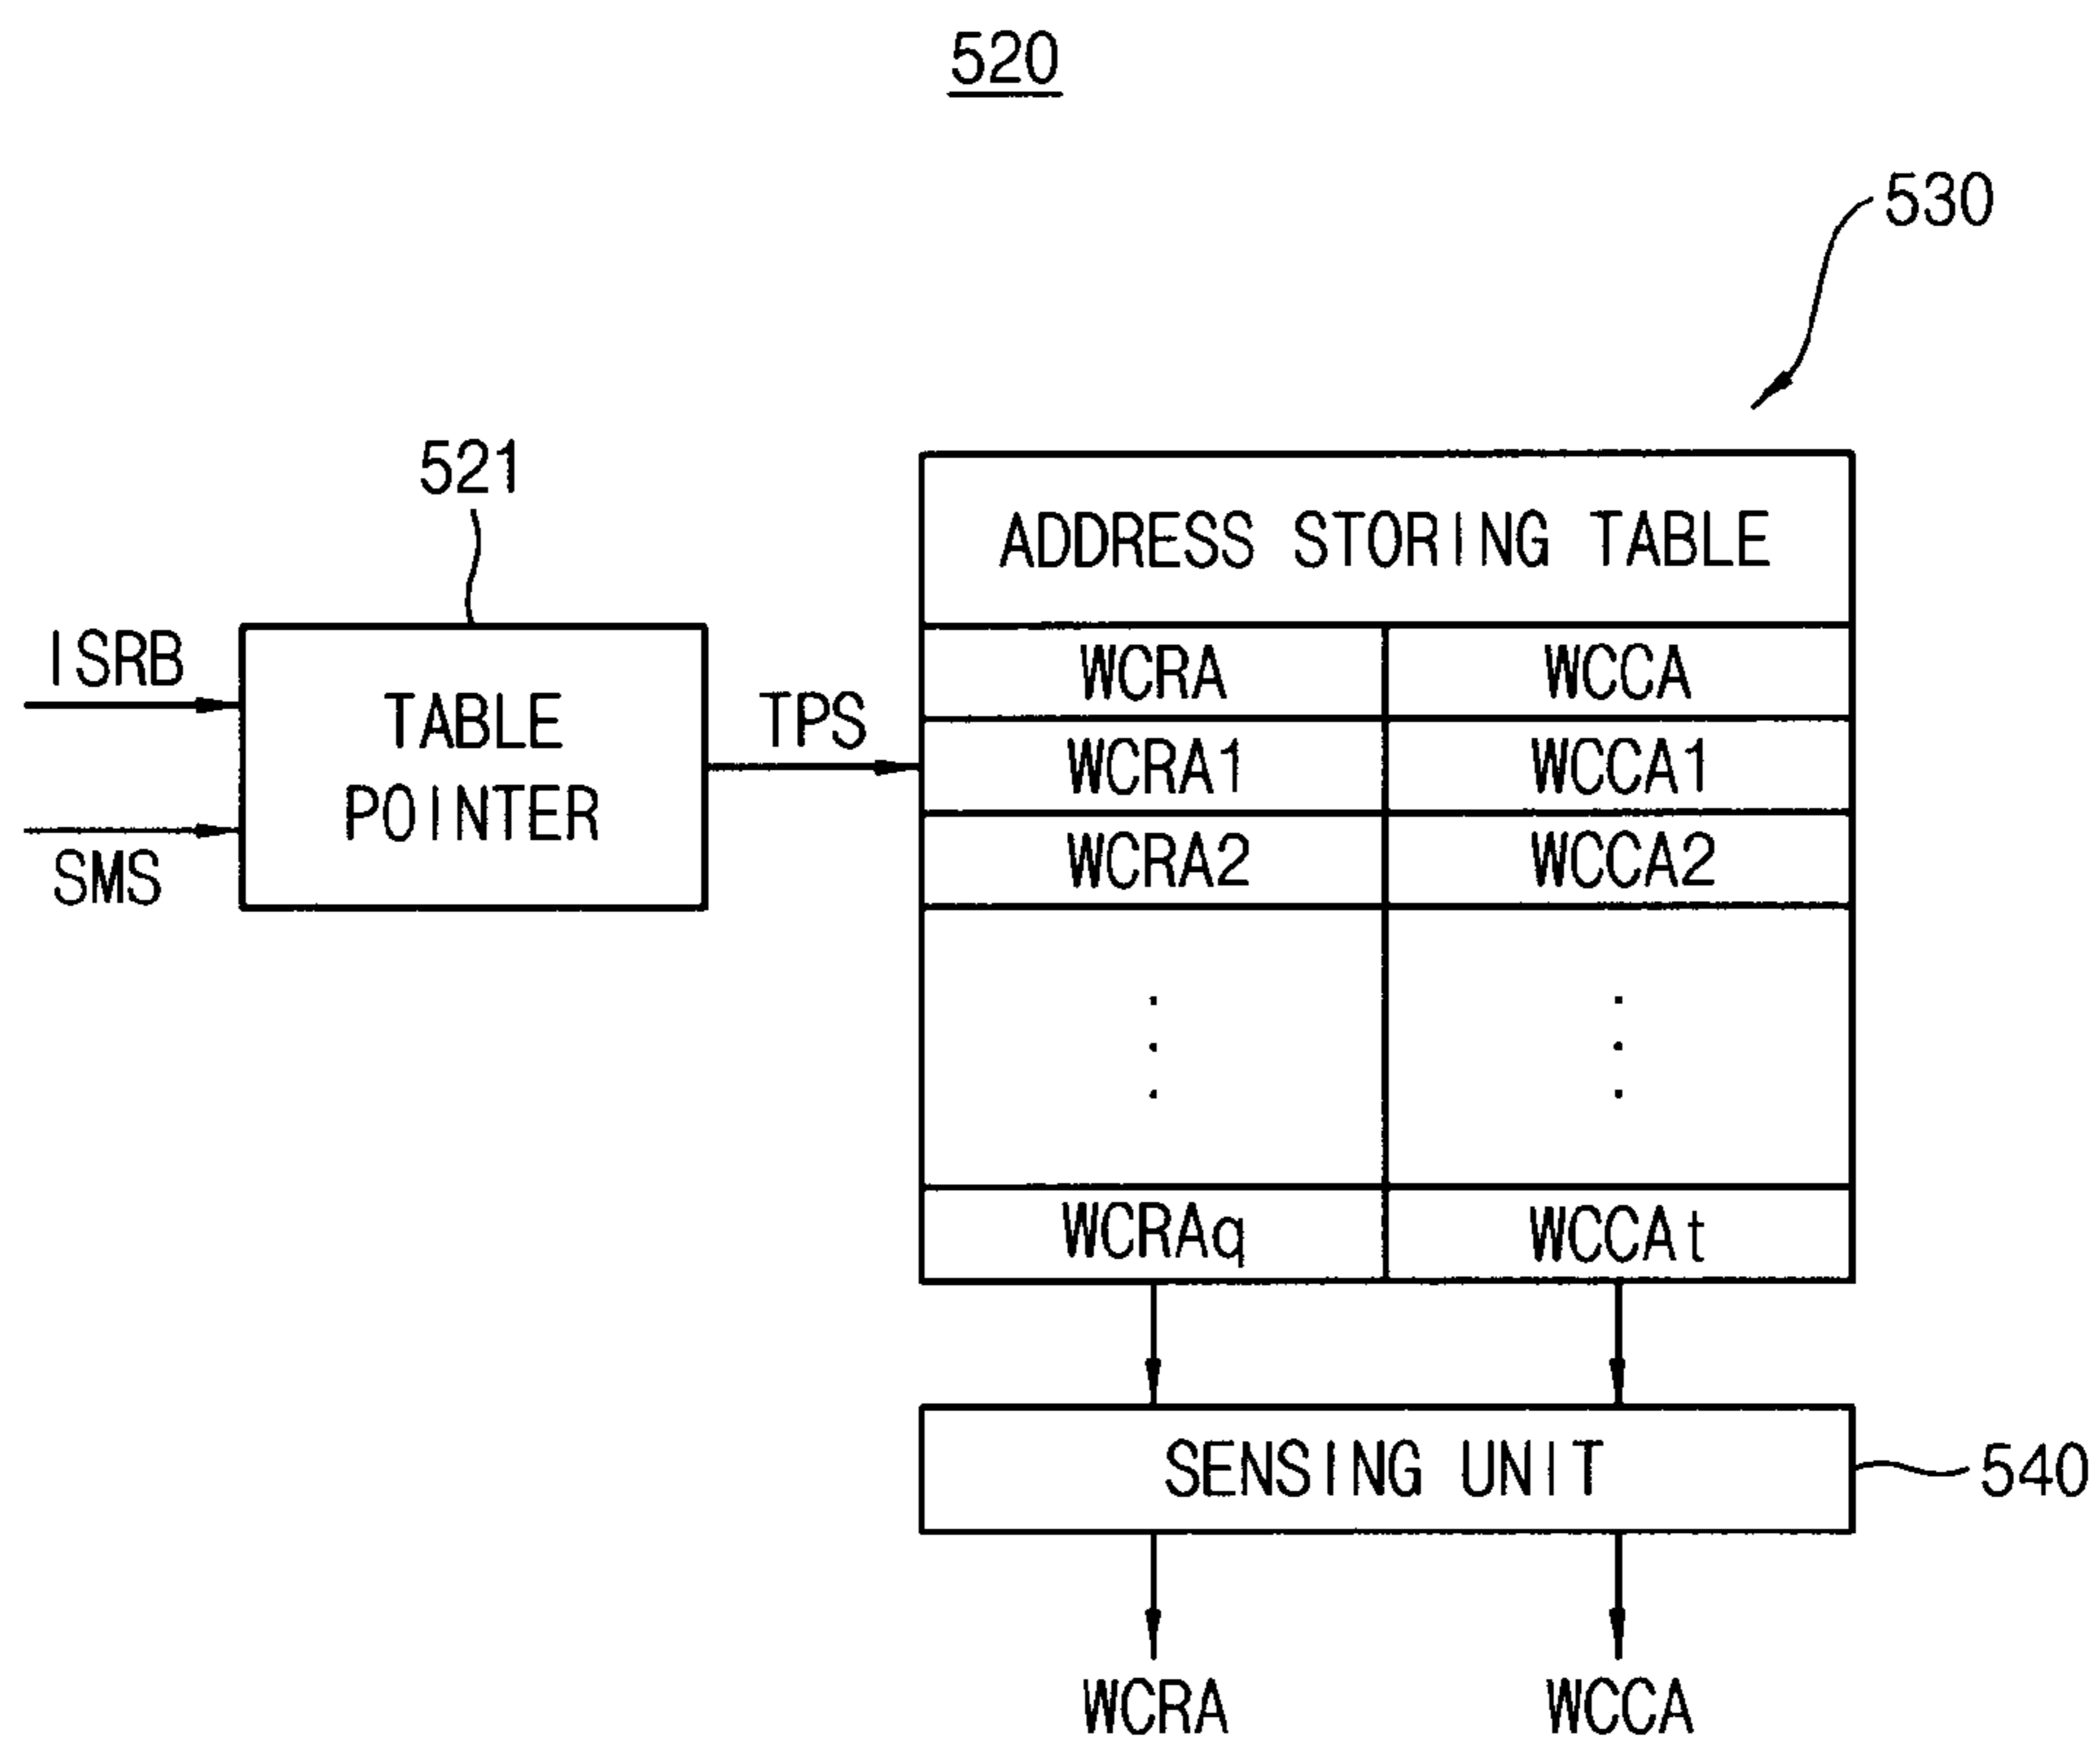 520
530
521
ISRB
SMS
TABLE
POINTER
TPS
ADDRESS STORING TABLE
WCRA WCCA
WCRA1 WCCA1
WCRA2 WCCA2
WCRAq WCCAt
SENSING UNIT
540
WCRA WCCA